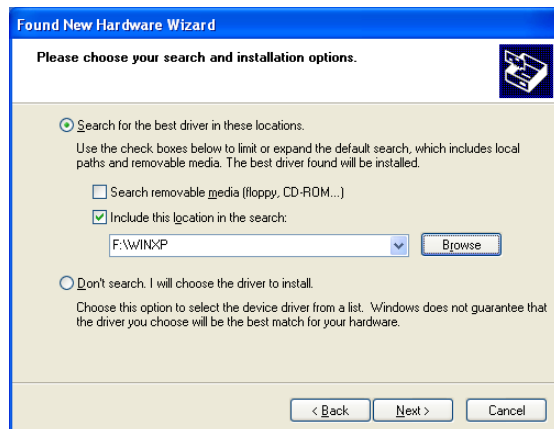 Found New Hardware Wizard
Please choose your search and installation options.
Search for the best driver in these locations.
Use the check boxes below to limit or expand the default search, which includes local
paths and removable media. The best driver found will be installed.
Search removable media (floppy, CD-ROM...)
Include this location in the search:
F:\WINXP
Browse
Don't search. I will choose the driver to install.
Choose this option to select the device driver from a list. Windows does not guarantee that
the driver you choose will be the best match for your hardware.
< Back Next > Cancel